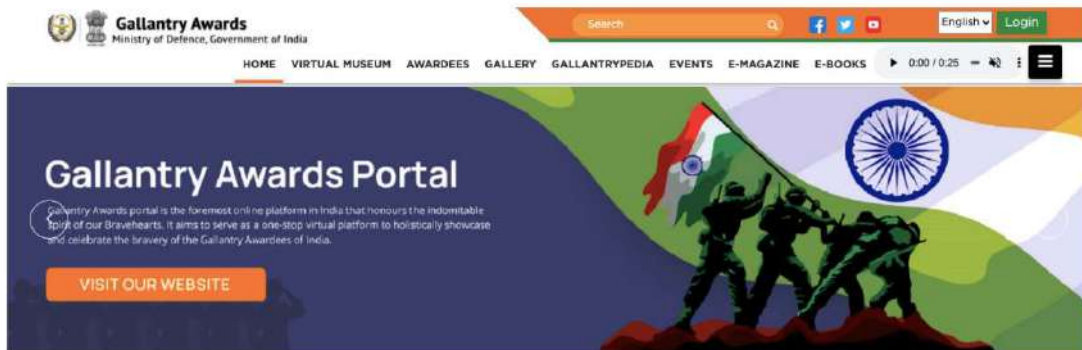 Gallantry Awards
Ministry of Defence, Government of India
Search
English
Login
HOME VIRTUAL MUSEUM AWARDEES GALLERY GALLANTRYPEDIA EVENTS E-MAGAZINE E-BOOKS 0:00 / 0:25
Gallantry Awards Portal
Gallantry Awards portal is the foremost online platform in India that honours the indomitable
spirit of our Bravehearts. It aims to serve as a one-stop virtual platform to holistically showcase
and celebrate the bravery of the Gallantry Awardees of India.
VISIT OUR WEBSITE